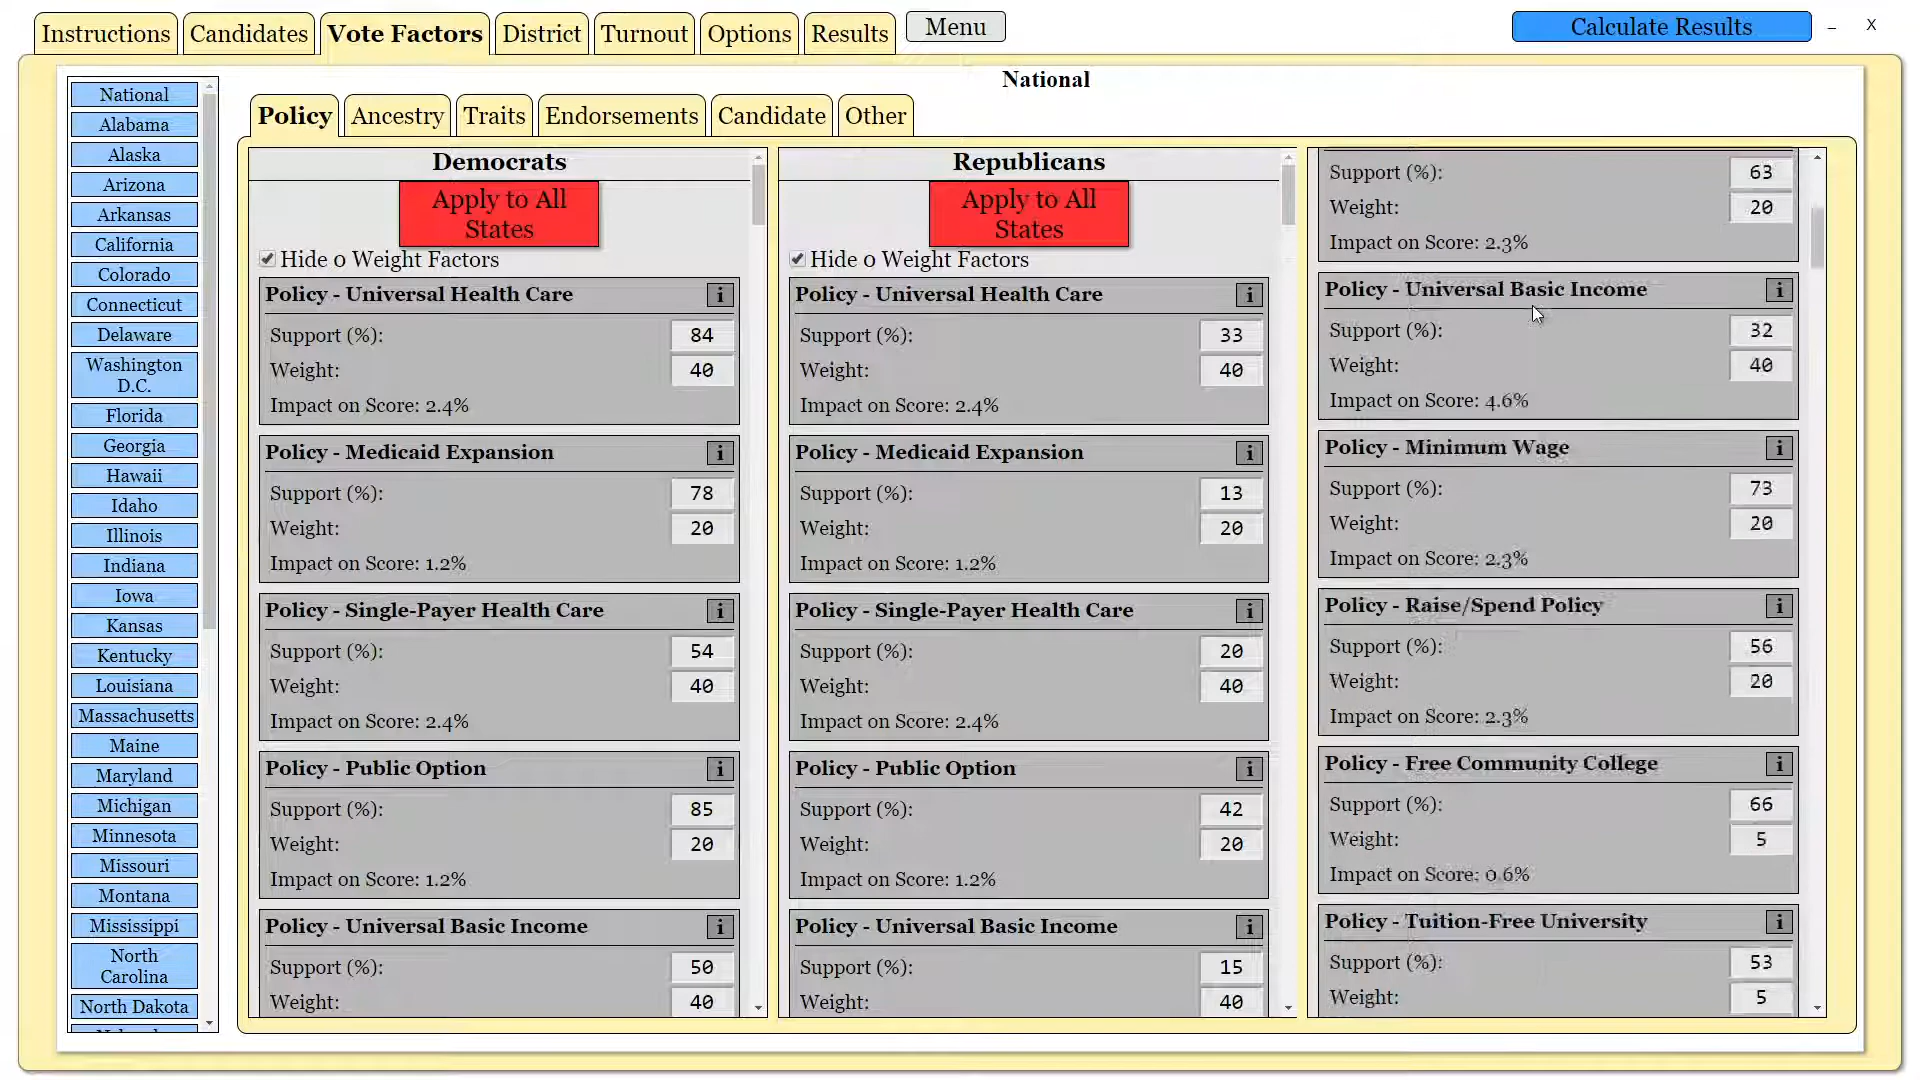 Instructions
Candidates
Vote Factors
District
Turnout
Options
Results
Menu
Calculate Results
_
X
National
National
Alabama
Alaska
Arizona
Arkansas
California
Colorado
Connecticut
Delaware
Washington
D.C.
Florida
Georgia
Hawaii
Idaho
Illinois
Indiana
Iowa
Kansas
Kentucky
Louisiana
Massachusetts
Maine
Maryland
Michigan
Minnesota
Missouri
Montana
Mississippi
North
Carolina
North Dakota
Policy
Ancestry
Traits
Endorsements
Candidate
Other
Democrats
Apply to All
States
Hide 0 Weight Factors
Policy - Universal Health Care
i
Support (%):
84
Weight:
40
Impact on Score: 2.4%
Policy - Medicaid Expansion
i
Support (%):
78
Weight:
20
Impact on Score: 1.2%
Policy - Single-Payer Health Care
i
Support (%):
54
Weight:
40
Impact on Score: 2.4%
Policy - Public Option
i
Support (%):
85
Weight:
20
Impact on Score: 1.2%
Policy - Universal Basic Income
i
Support (%):
50
Weight:
40
Republicans
Apply to All
States
Hide 0 Weight Factors
Policy - Universal Health Care
i
Support (%):
33
Weight:
40
Impact on Score: 2.4%
Policy - Medicaid Expansion
i
Support (%):
13
Weight:
20
Impact on Score: 1.2%
Policy - Single-Payer Health Care
i
Support (%):
20
Weight:
40
Impact on Score: 2.4%
Policy - Public Option
i
Support (%):
42
Weight:
20
Impact on Score: 1.2%
Policy - Universal Basic Income
i
Support (%):
15
Weight:
40
Support (%):
63
Weight:
20
Impact on Score: 2.3%
Policy - Universal Basic Income
i
Support (%):
32
Weight:
40
Impact on Score: 4.6%
Policy - Minimum Wage
i
Support (%):
73
Weight:
20
Impact on Score: 2.3%
Policy - Raise/Spend Policy
i
Support (%):
56
Weight:
20
Impact on Score: 2.3%
Policy - Free Community College
i
Support (%):
66
Weight:
5
Impact on Score: 0.6%
Policy - Tuition-Free University
i
Support (%):
53
Weight:
5